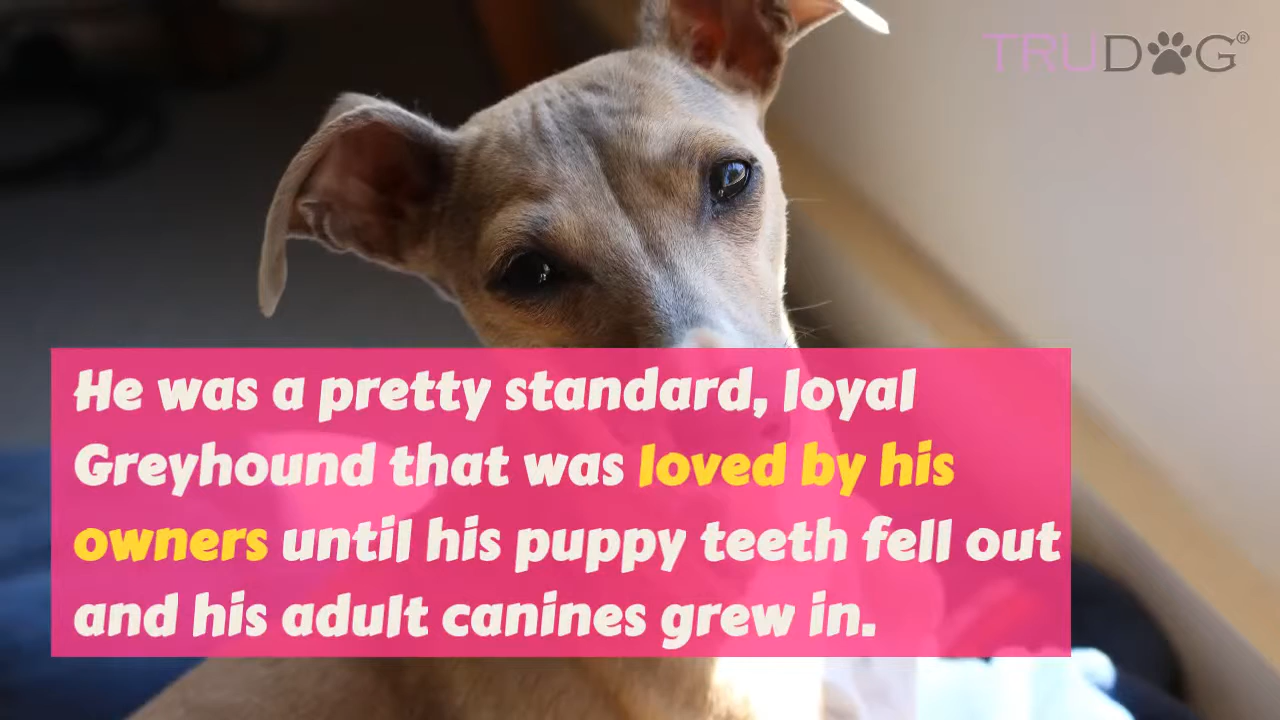 TRUDOG®
He was a pretty standard, loyal
Greyhound that was loved by his
owners until his puppy teeth fell out
and his adult canines grew in.